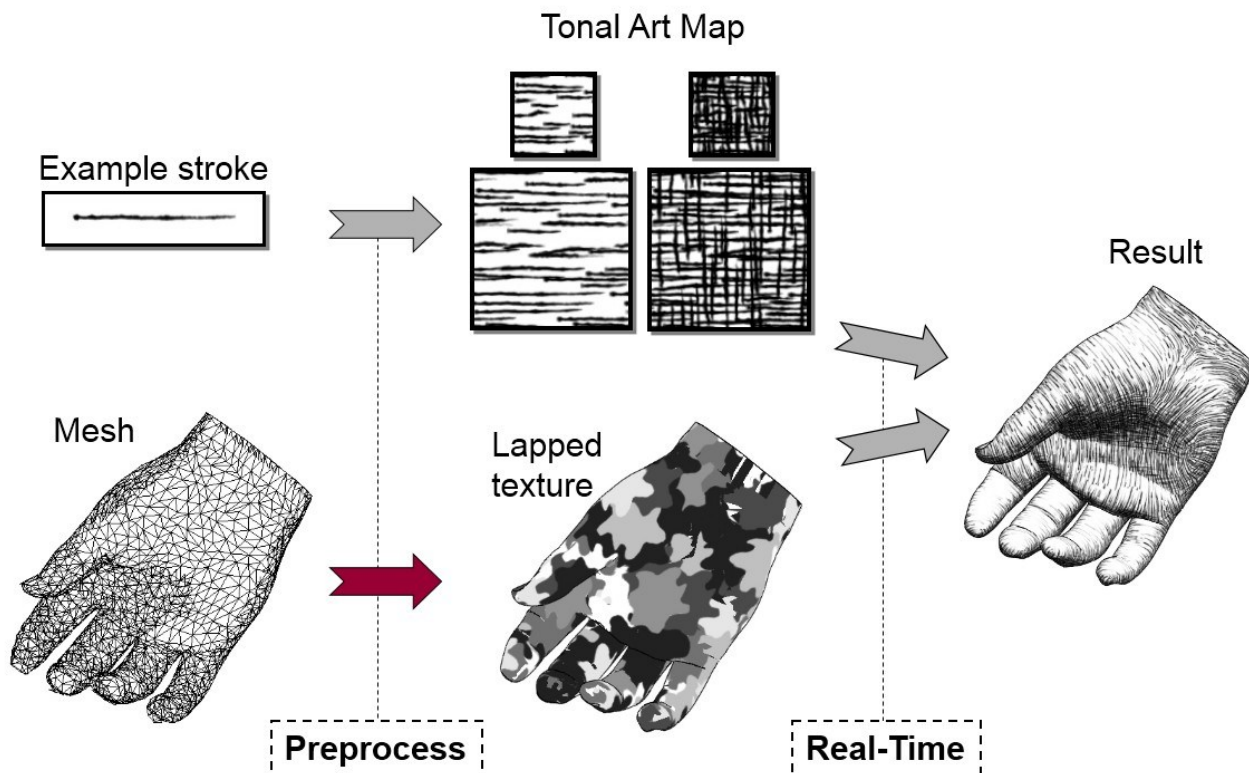 Tonal Art Map
Example stroke
Result
Mesh
Lapped
texture
Preprocess
Real-Time